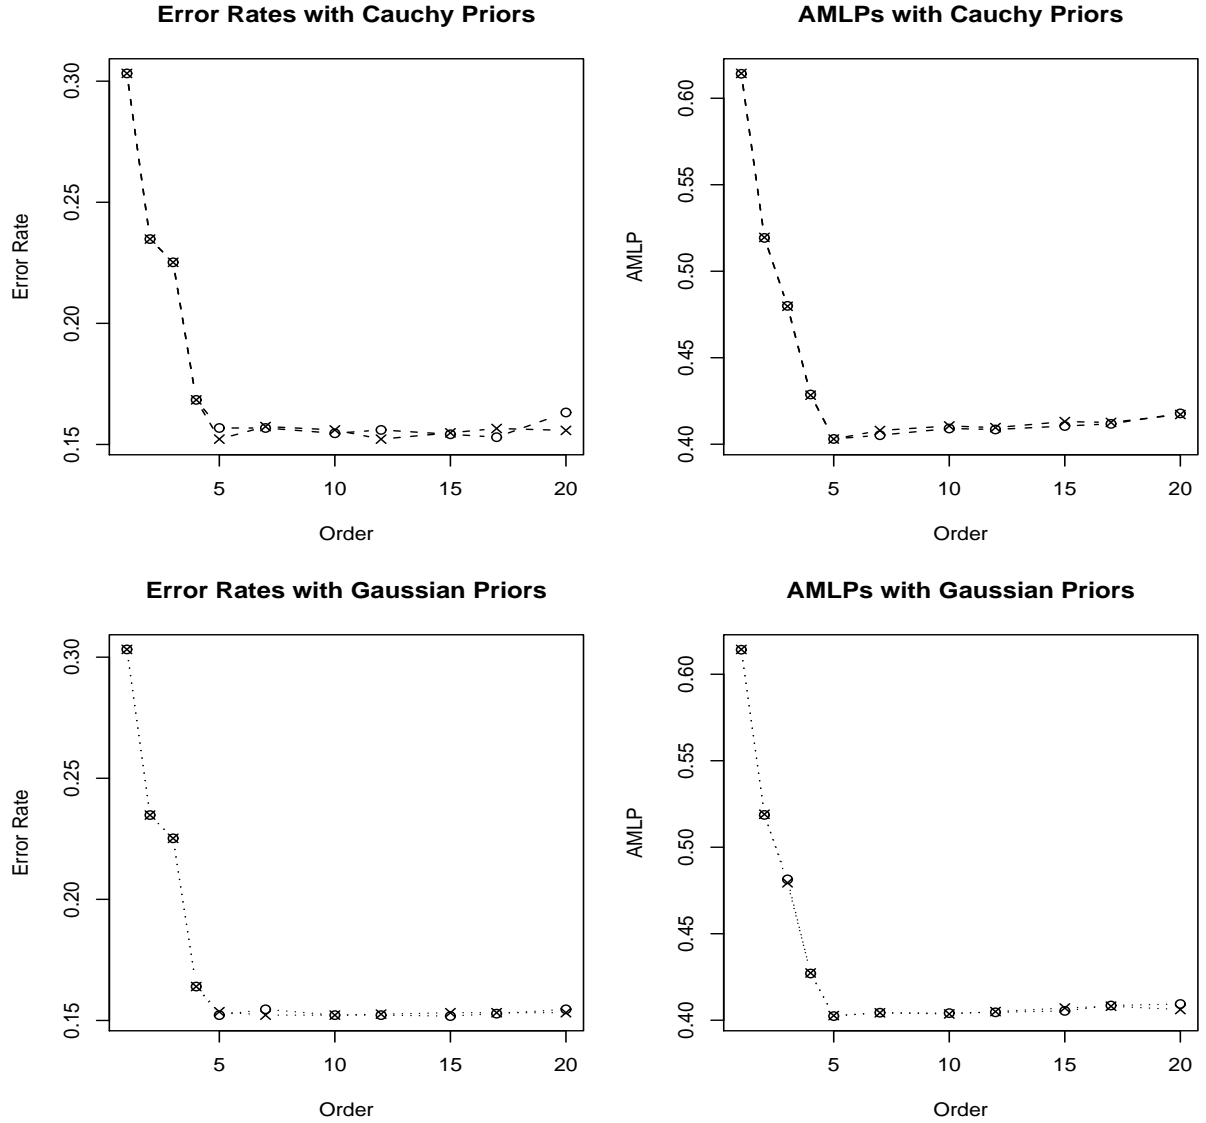 Error Rates with Cauchy Priors
Error Rate
0.30
0.25
0.20
0.15
5 10 15 20
Order
AMLPs with Cauchy Priors
AMLP
0.60
0.55
0.50
0.45
0.40
5 10 15 20
Order
Error Rates with Gaussian Priors
Error Rate
0.30
0.25
0.20
0.15
5 10 15 20
Order
AMLPs with Gaussian Priors
AMLP
0.60
0.55
0.50
0.45
0.40
5 10 15 20
Order